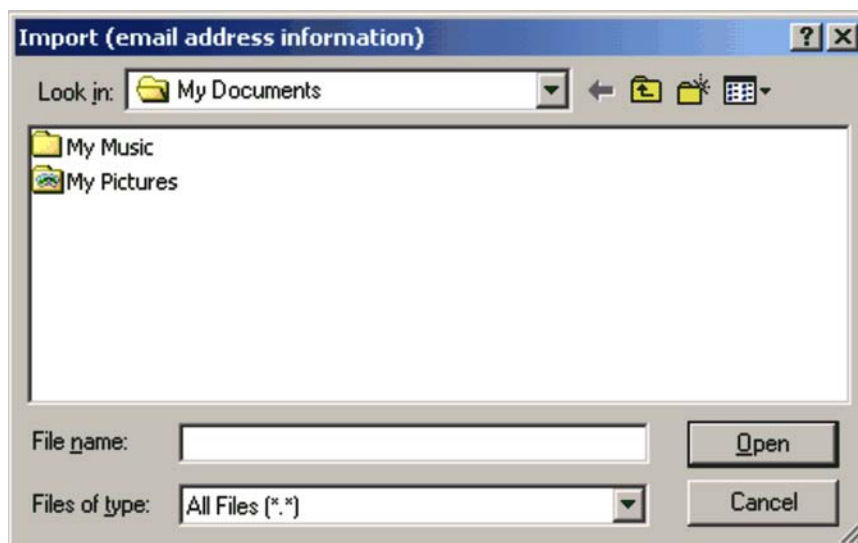 Import (email address information)
Look in: My Documents
My Music
My Pictures
File name:
Open
Files of type: All Files (*.*)
Cancel